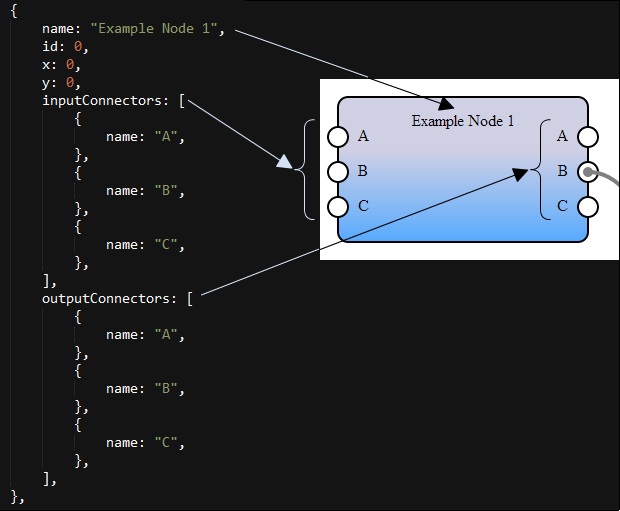 {
name: "Example Node 1",
id: 0,
x: 0,
y: 0,
inputConnectors: [
{
name: "A",
},
{
name: "B",
},
{
name: "C",
},
],
outputConnectors: [
{
name: "A",
},
{
name: "B",
},
{
name: "C",
},
],
},
Example Node 1
A A
B B
C C